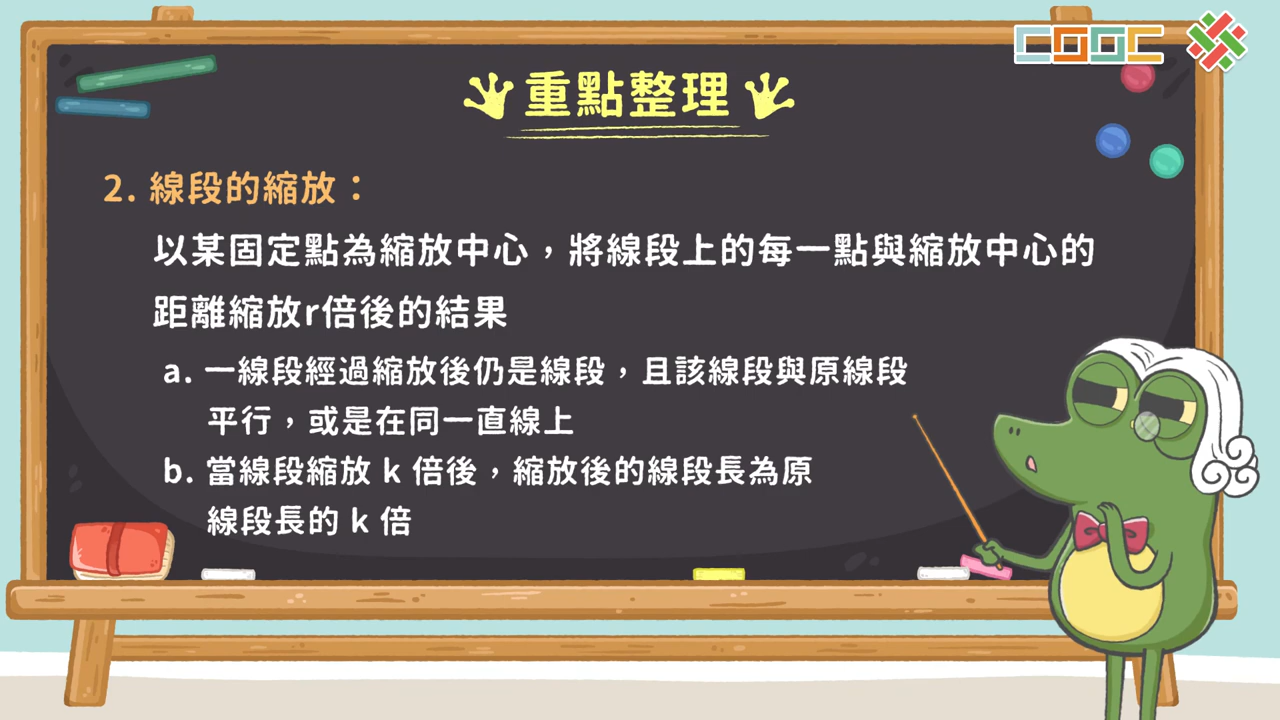 COOC
重點整理
2. 線段的縮放：
以某固定點為縮放中心，將線段上的每一點與縮放中心的
距離縮放r倍後的結果
a. 一線段經過縮放後仍是線段，且該線段與原線段
平行，或是在同一直線上
b. 當線段縮放 k 倍後，縮放後的線段長為原
線段長的 k 倍